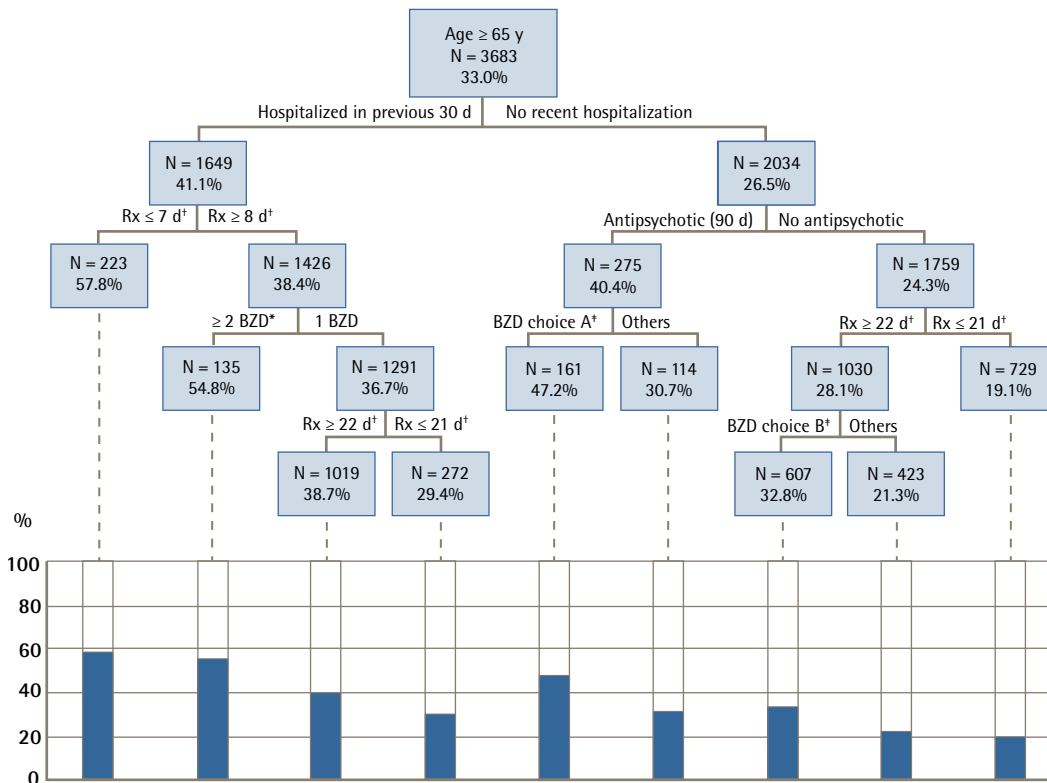 Age ≥ 65 y
N = 3683
33.0%
Hospitalized in previous 30 d
No recent hospitalization
N = 1649
41.1%
N = 2034
26.5%
Rx ≤ 7 d†
Rx ≥ 8 d†
Antipsychotic (90 d)
No antipsychotic
N = 223
57.8%
N = 1426
38.4%
N = 275
40.4%
N = 1759
24.3%
≥ 2 BZD*
1 BZD
BZD choice A‡
Others
Rx ≥ 22 d†
Rx ≤ 21 d†
N = 135
54.8%
N = 1291
36.7%
N = 161
47.2%
N = 114
30.7%
N = 1030
28.1%
N = 729
19.1%
Rx ≥ 22 d†
Rx ≤ 21 d†
BZD choice B‡
Others
N = 1019
38.7%
N = 272
29.4%
N = 607
32.8%
N = 423
21.3%
%
100
80
60
40
20
0